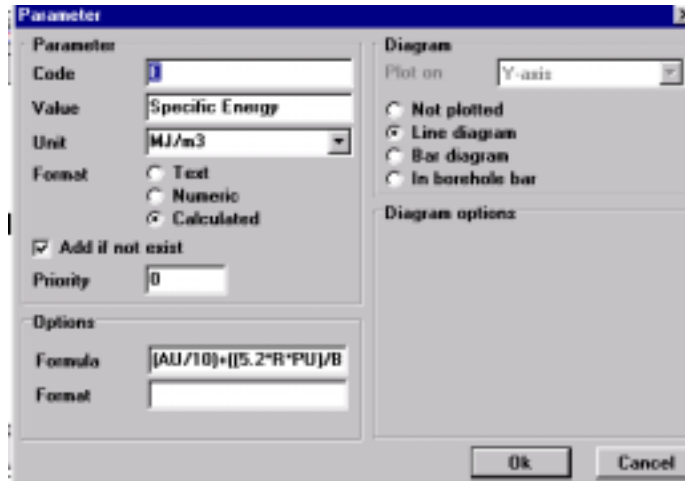 Parameter
Parameter
Code
Value Specific Energy
Unit MJ/m3
Format Text
Numeric
Calculated
Add if not exist
Priority 0
Options
Formula (AU/10)+((5.2*R*PU)/B
Format
Diagram
Plot on Y-axis
Not plotted
Line diagram
Bar diagram
In borehole bar
Diagram options
Ok Cancel